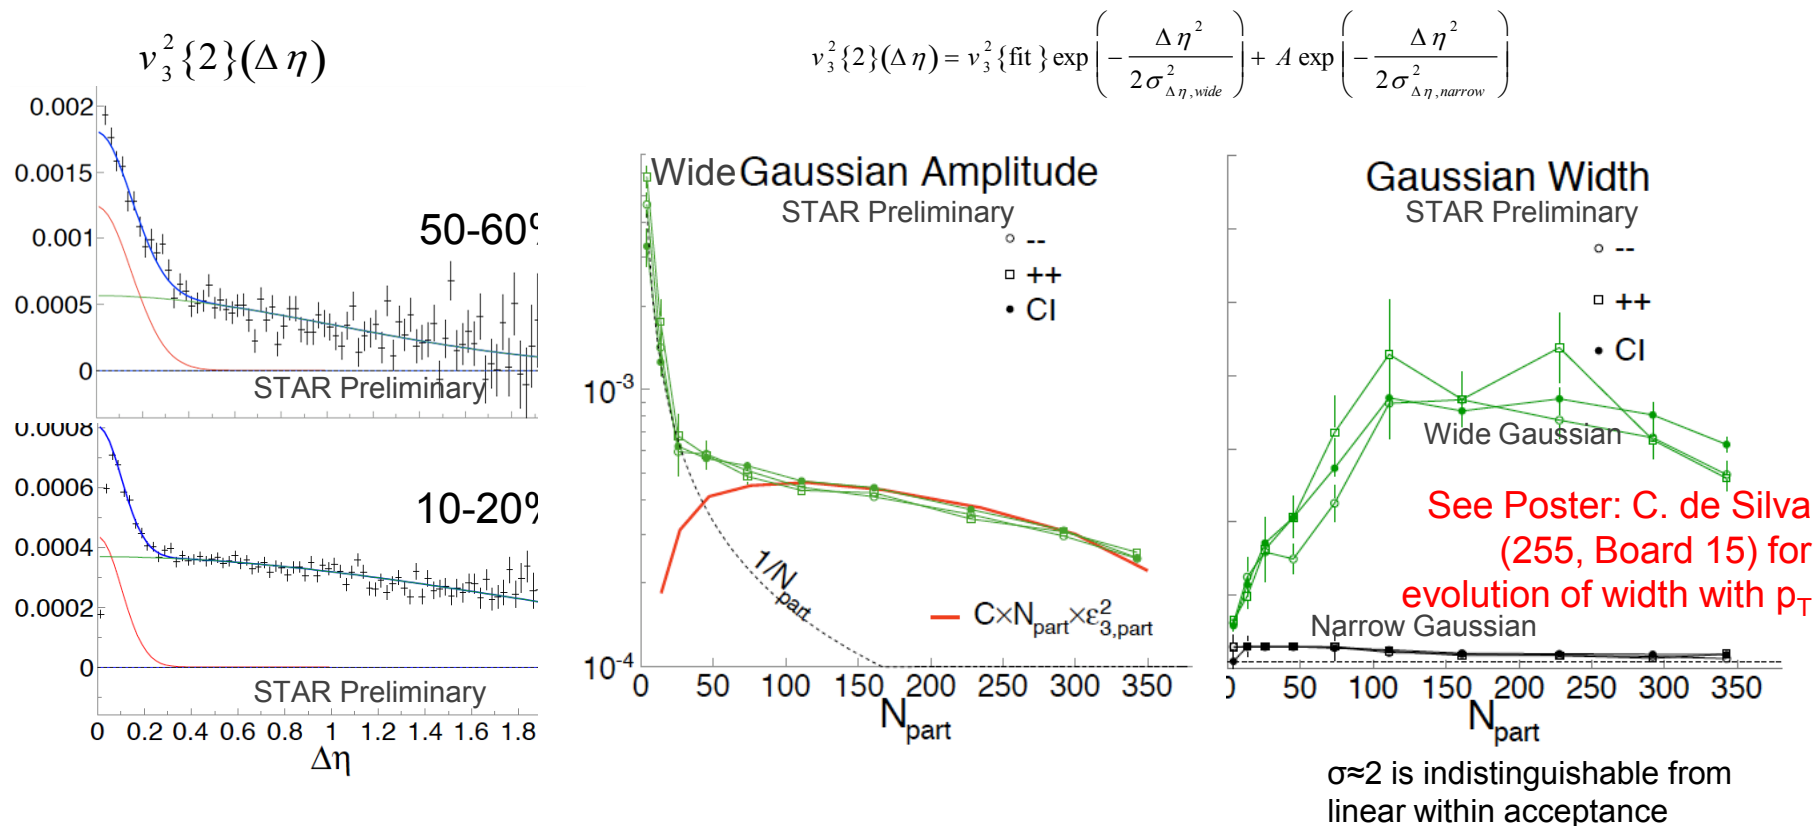 v₃²{2}(Δη)
v₃²{2}(Δη) = v₃²{fit} exp(−Δη²/2σ²_Δη,wide) + A exp(−Δη²/2σ²_Δη,narrow)
0.002
0.0015
0.001
0.0005
0
50-60%
STAR Preliminary
0.0008
0.0006
0.0004
0.0002
0
10-20%
STAR Preliminary
0 0.2 0.4 0.6 0.8 1 1.2 1.4 1.6 1.8
Δη
Wide Gaussian Amplitude
STAR Preliminary
--
++
CI
10⁻³
1/N_part
C×N_part×ε²_3,part
10⁻⁴
0 50 100 150 200 250 300 350
N_part
Gaussian Width
STAR Preliminary
--
++
CI
Wide Gaussian
See Poster: C. de Silva
(255, Board 15) for
evolution of width with p_T
Narrow Gaussian
0 50 100 150 200 250 300 350
N_part
σ≈2 is indistinguishable from
linear within acceptance